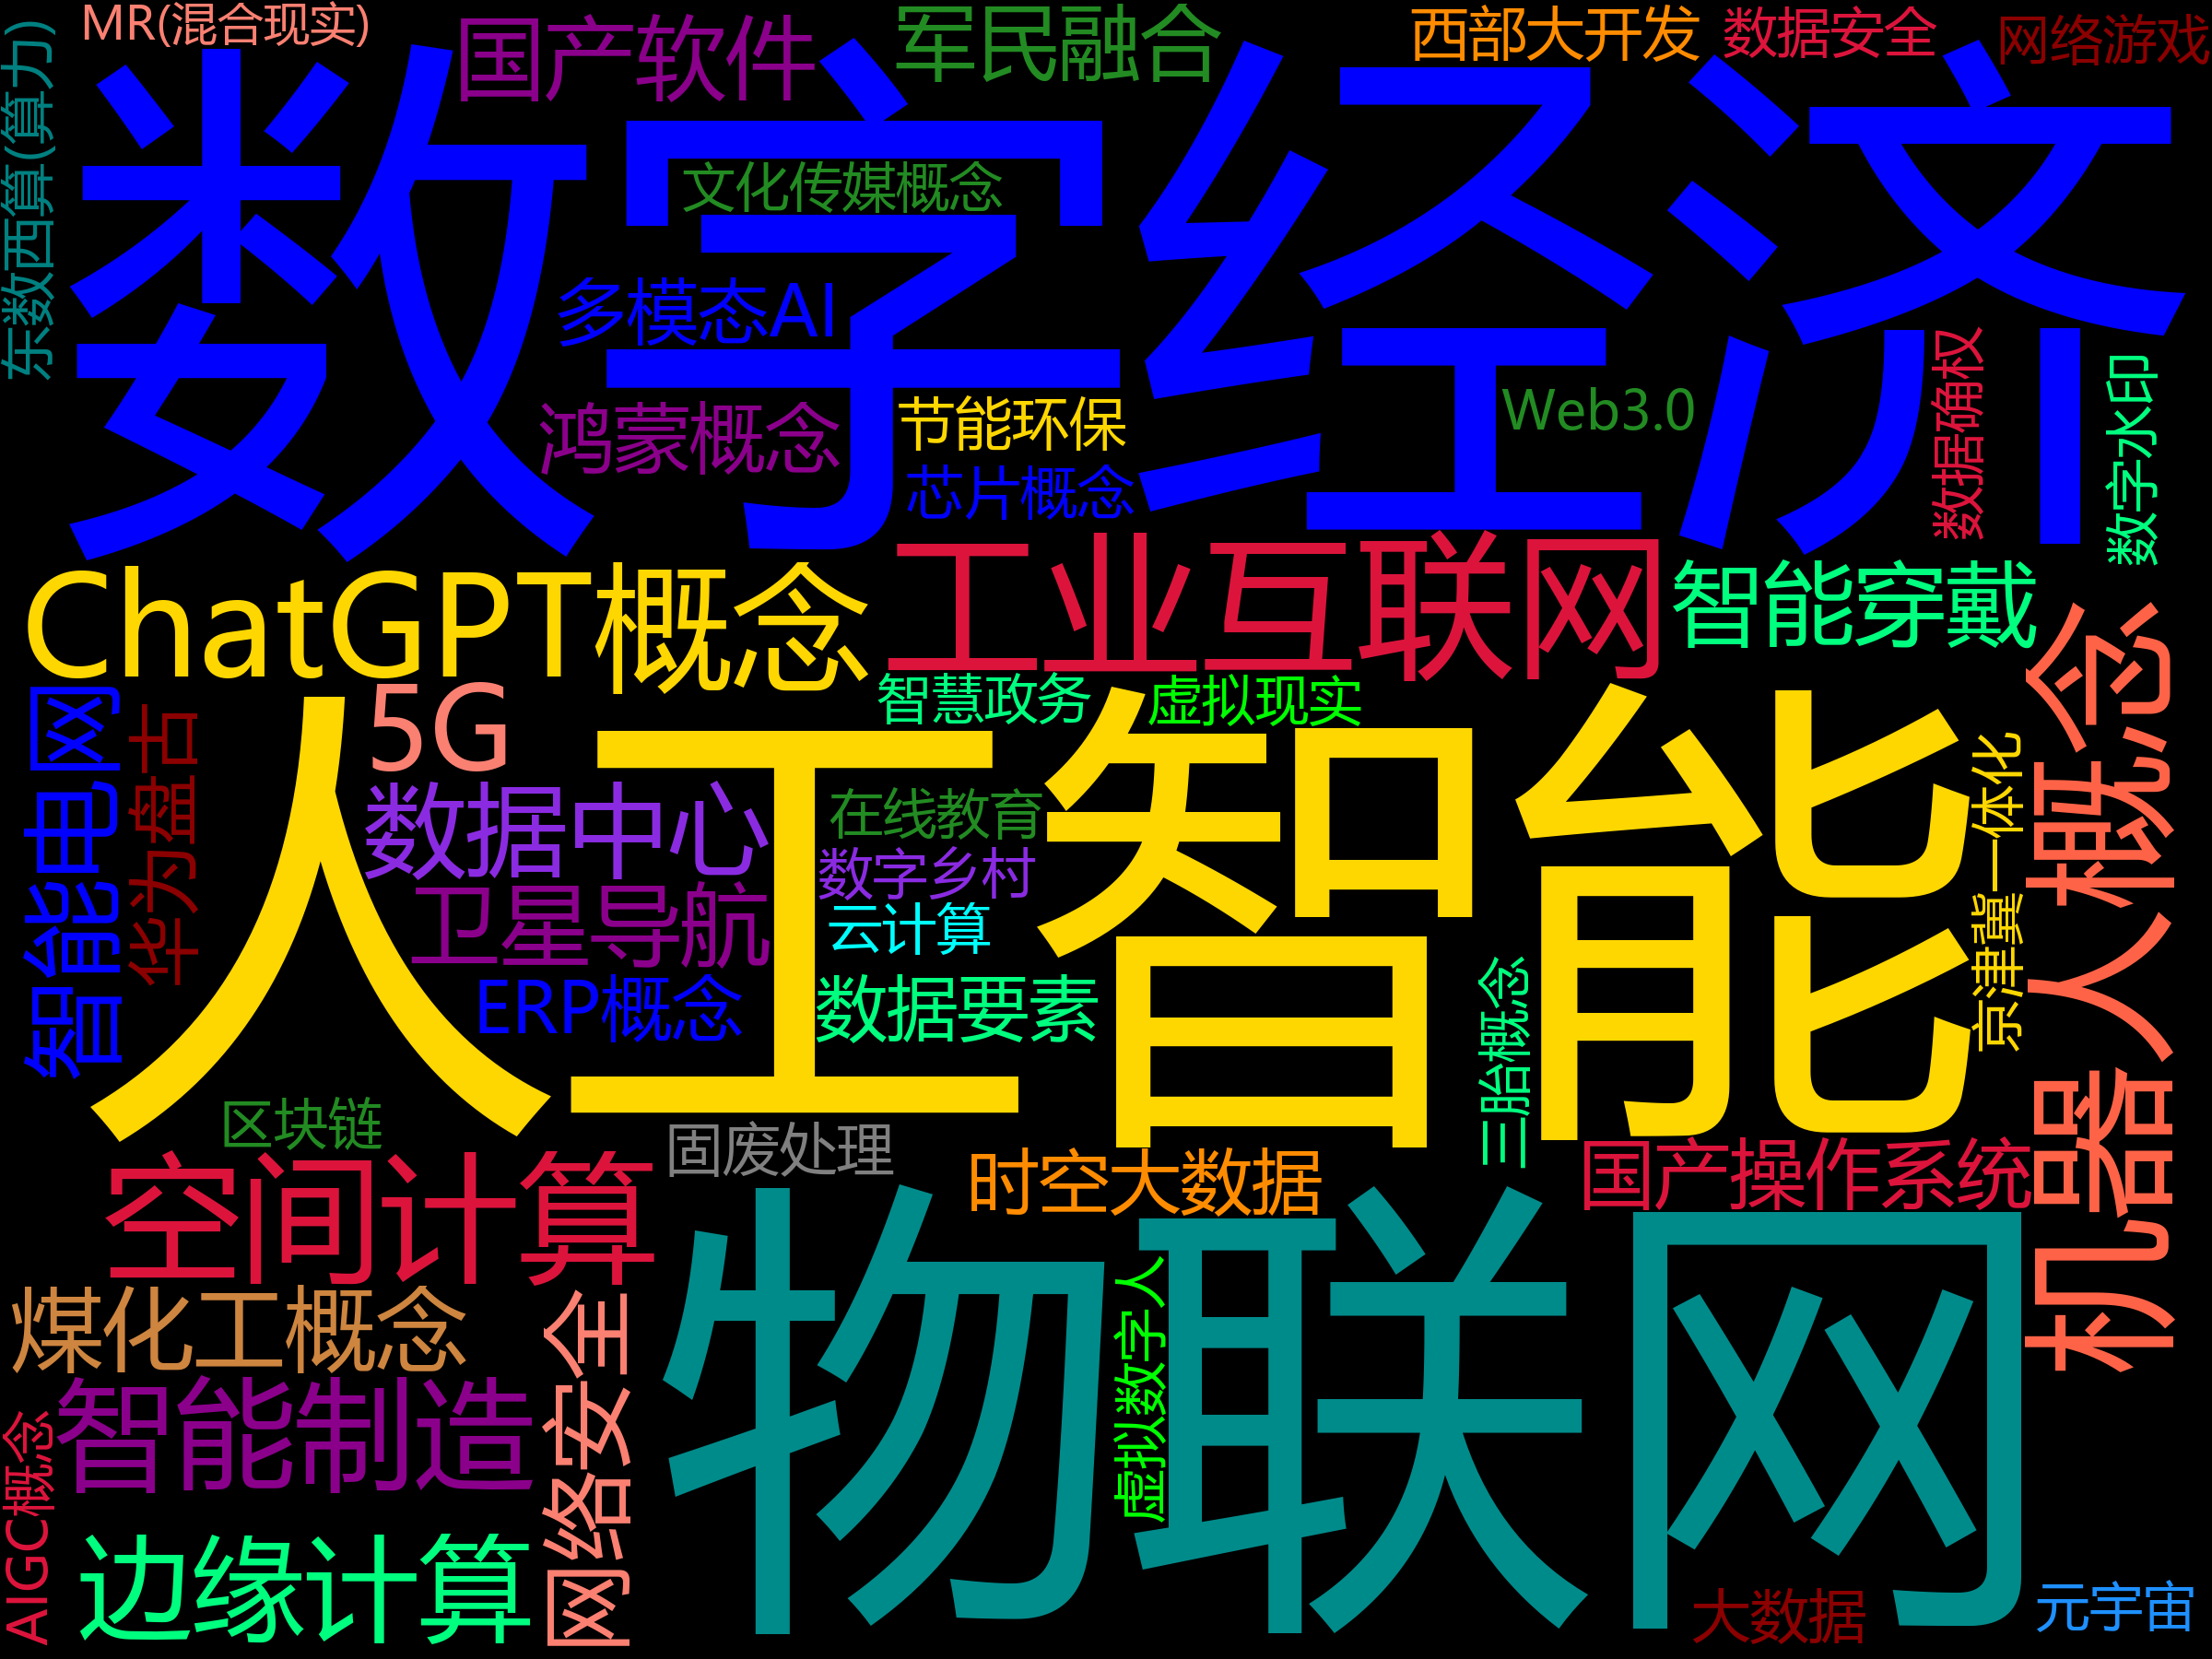 MR(混合现实)
国产软件
军民融合
西部大开发
数据安全
网络游戏
东数西算(算力)
数字经济
文化传媒概念
多模态AI
鸿蒙概念
节能环保
芯片概念
Web3.0
数据确权
数字水印
ChatGPT概念
工业互联网
智能穿戴
机器人概念
5G
智慧政务
虚拟现实
智能电网
华为盘古
人工智能
数据中心
在线教育
数字乡村
卫星导航
云计算
ERP概念
数据要素
三胎概念
京津冀一体化
区块链
固废处理
时空大数据
国产操作系统
空间计算
物联网
煤化工概念
网络安全
虚拟数字人
智能制造
AIGC概念
边缘计算
大数据
元宇宙